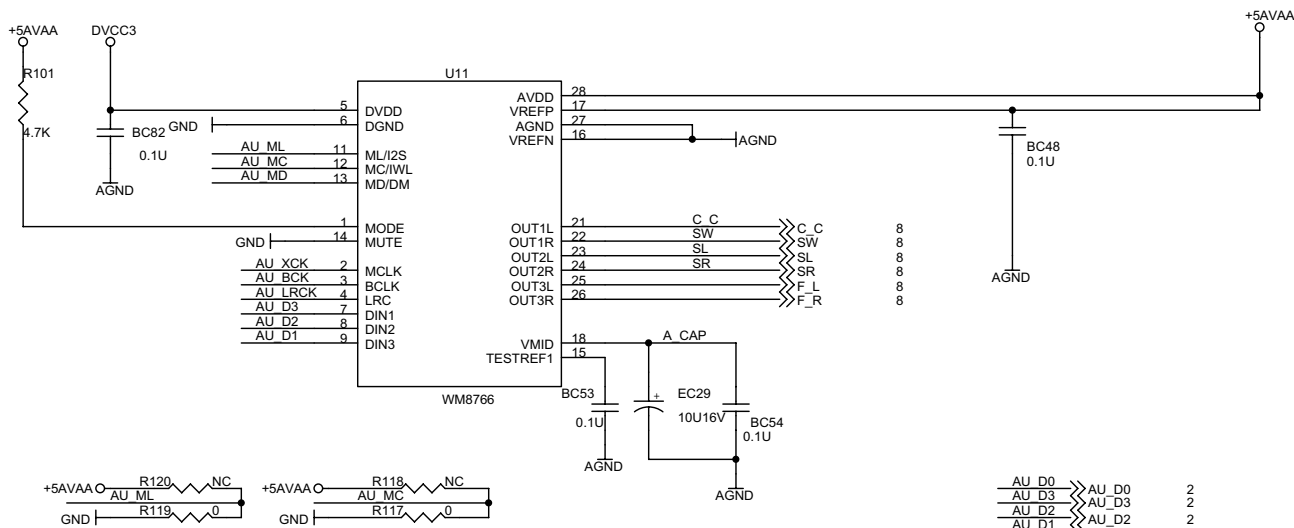 +5AVAA DVCC3 +5AVAA
R101
4.7K
BC82
0.1U
GND
AGND
U11
5 DVDD AVDD 28
6 DGND VREFP 17
AGND 27
VREFN 16
AGND
BC48
0.1U
AGND
AU_ML 11 ML/I2S
AU_MC 12 MC/IWL
AU_MD 13 MD/DM
1 MODE OUT1L 21 C_C C_C 8
GND 14 MUTE OUT1R 22 SW SW 8
OUT2L 23 SL SL 8
AU_XCK 2 MCLK OUT2R 24 SR SR 8
AU_BCK 3 BCLK OUT3L 25 F_L 8
AU_LRCK 4 LRC OUT3R 26 F_R 8
AU_D3 7 DIN1
AU_D2 8 DIN2
AU_D1 9 DIN3
VMID 18 A_CAP
TESTREF1 15
WM8766
BC53
0.1U
EC29
10U16V
BC54
0.1U
AGND
AGND
+5AVAA R120 NC
AU_ML
GND R119 0
+5AVAA R118 NC
AU_MC
GND R117 0
AU_D0 AU_D0 2
AU_D3 AU_D3 2
AU_D2 AU_D2 2
AU_D1